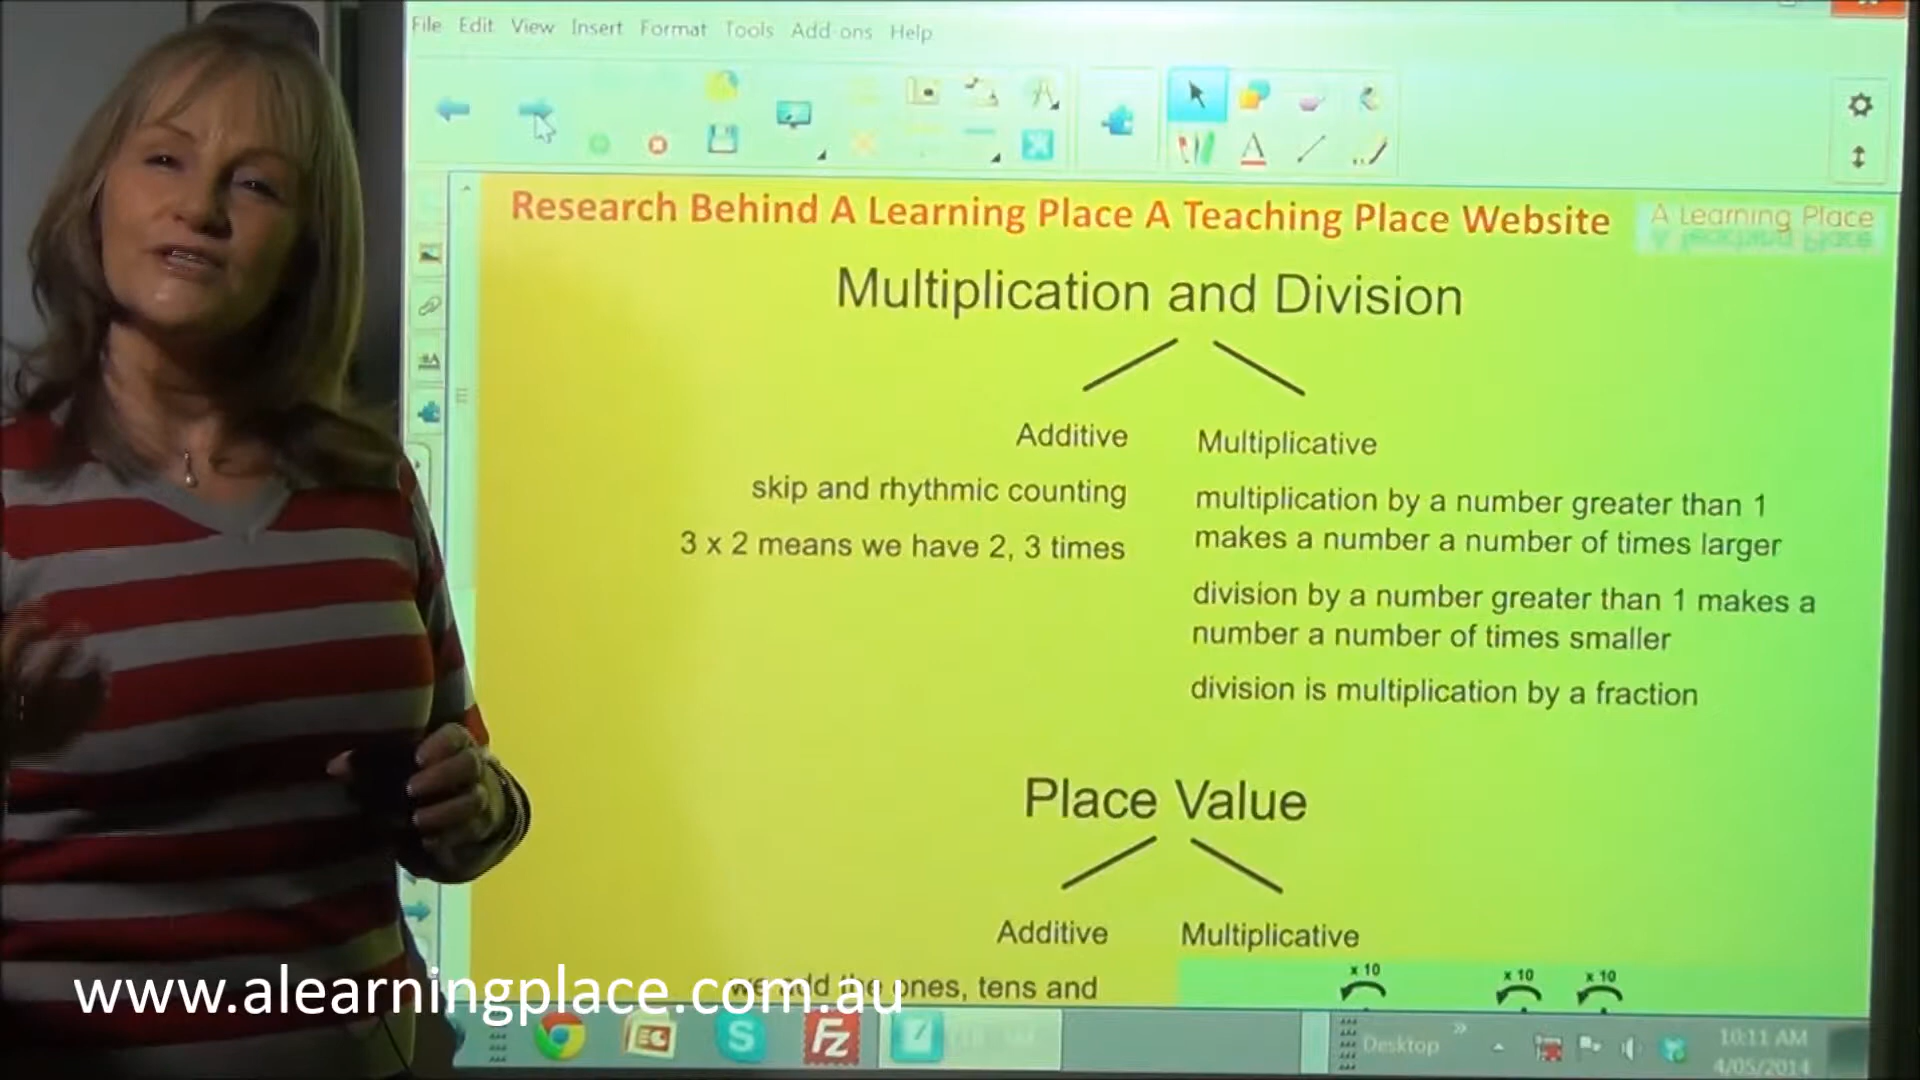 File Edit View Insert Format Tools Add-ons Help
Research Behind A Learning Place A Teaching Place Website
A Learning Place
Multiplication and Division
Additive
skip and rhythmic counting
3 x 2 means we have 2, 3 times
Multiplicative
multiplication by a number greater than 1
makes a number a number of times larger
division by a number greater than 1 makes a
number a number of times smaller
division is multiplication by a fraction
Place Value
Additive
we add the ones, tens and
Multiplicative
x 10 x 10 x 10
www.alearningplace.com.au
Desktop
10:11 AM
4/05/2014